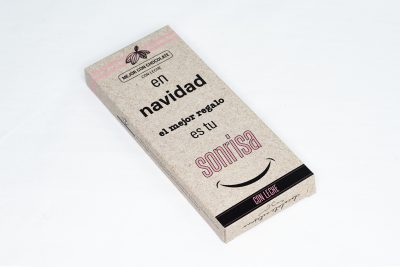 MEJOR CON CHOCOLATE
CON LECHE
en
navidad
el mejor regalo
es tu
sonrisa
CON LECHE